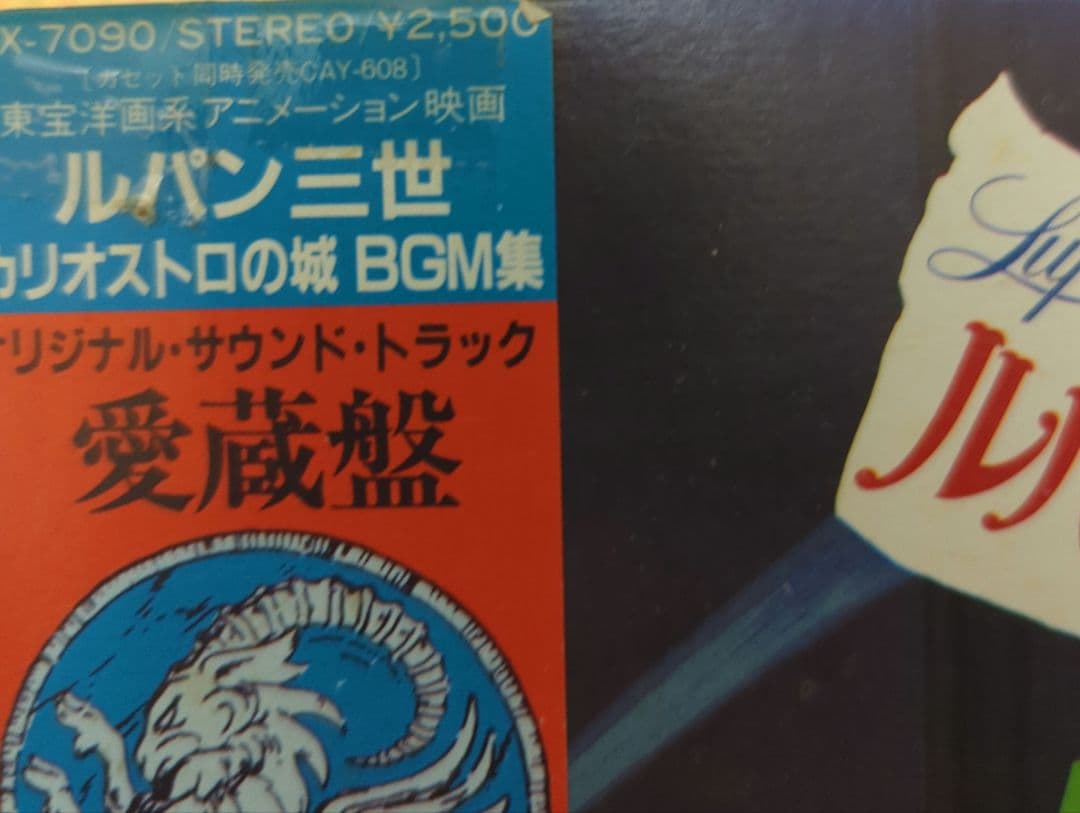 X-7090/STEREO/¥2,500
〔カセット同時発売CAY-608〕
東宝洋画系アニメーション映画
ルパン三世
カリオストロの城 BGM集
オリジナル・サウンド・トラック
愛蔵盤
Lup
ルパ